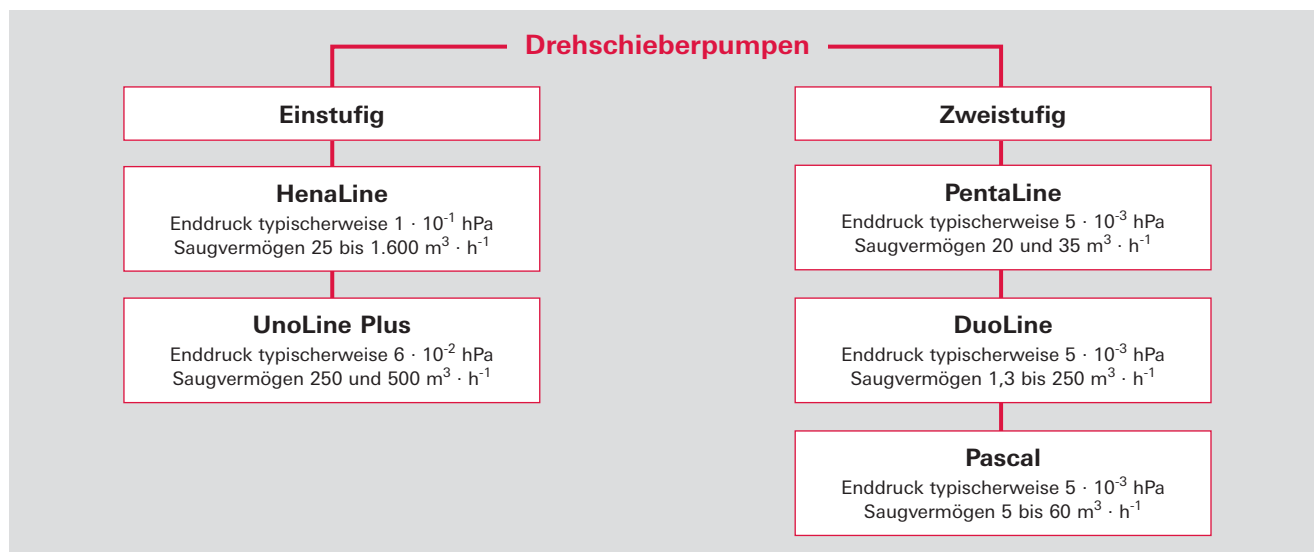 Drehschieberpumpen
Einstufig
HenaLine
Enddruck typischerweise 1 · 10⁻¹ hPa
Saugvermögen 25 bis 1.600 m³ · h⁻¹
UnoLine Plus
Enddruck typischerweise 6 · 10⁻² hPa
Saugvermögen 250 und 500 m³ · h⁻¹
Zweistufig
PentaLine
Enddruck typischerweise 5 · 10⁻³ hPa
Saugvermögen 20 und 35 m³ · h⁻¹
DuoLine
Enddruck typischerweise 5 · 10⁻³ hPa
Saugvermögen 1,3 bis 250 m³ · h⁻¹
Pascal
Enddruck typischerweise 5 · 10⁻³ hPa
Saugvermögen 5 bis 60 m³ · h⁻¹